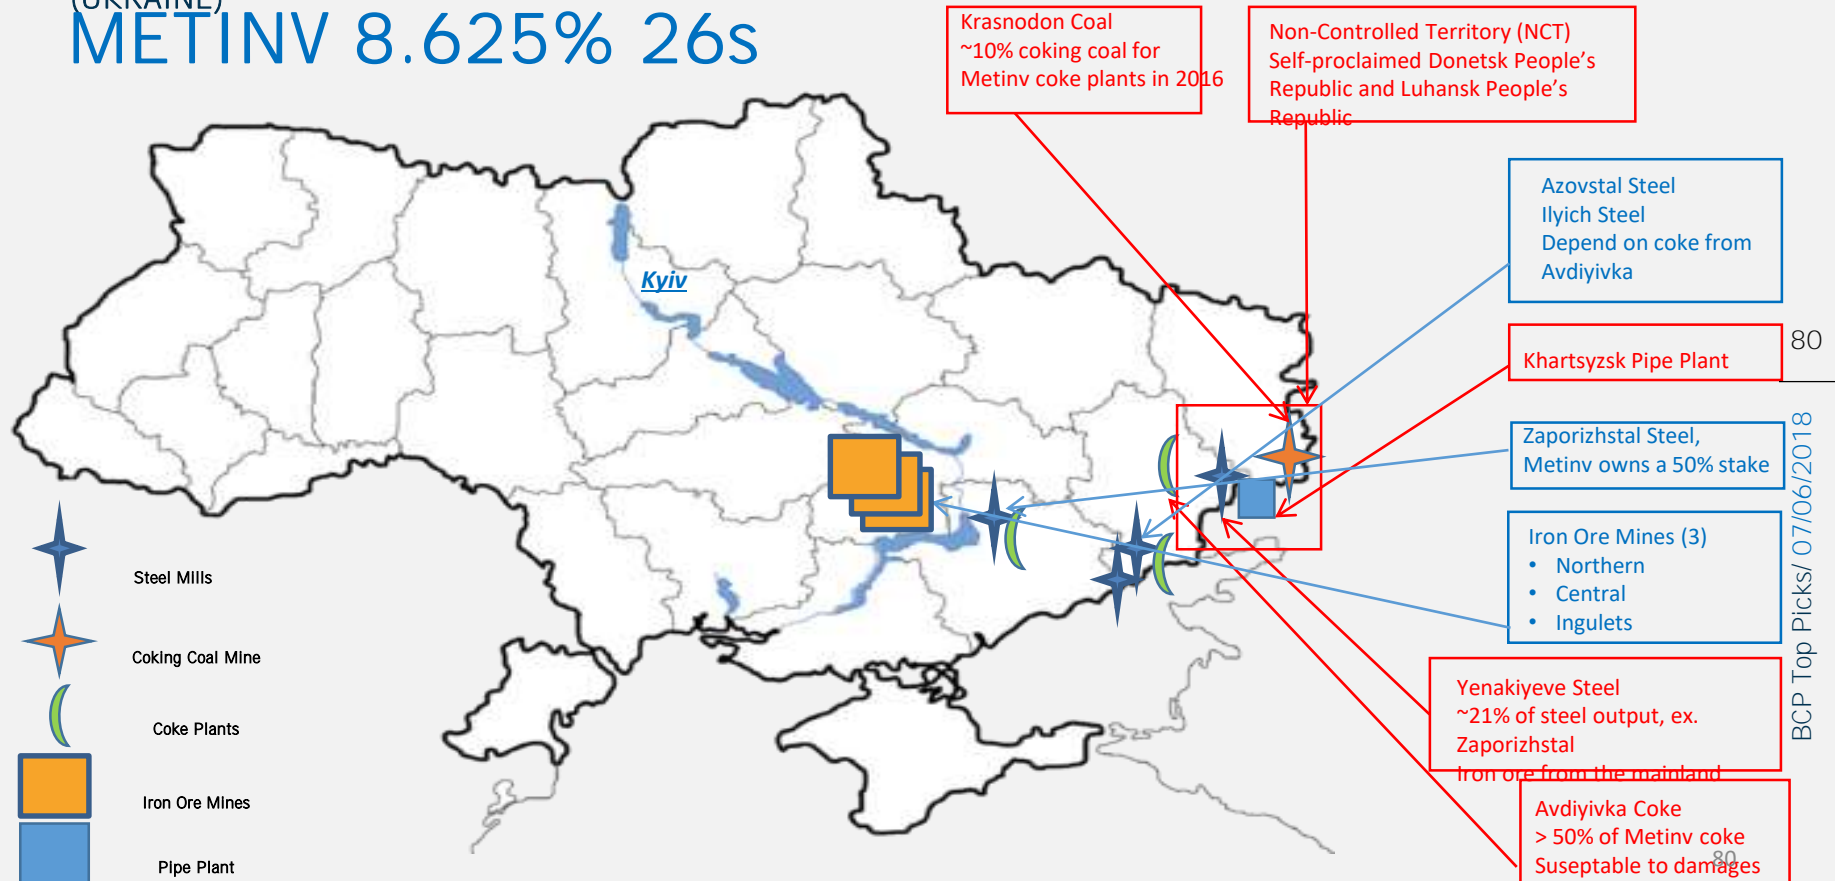 (UKRAINE)
METINV 8.625% 26s
Krasnodon Coal
~10% coking coal for
Metinv coke plants in 2016
Non-Controlled Territory (NCT)
Self-proclaimed Donetsk People’s
Republic and Luhansk People’s
Republic
Azovstal Steel
Ilyich Steel
Depend on coke from
Avdiyivka
Kyiv
Khartsyzsk Pipe Plant
80
Zaporizhstal Steel,
Metinv owns a 50% stake
Iron Ore Mines (3)
• Northern
• Central
• Ingulets
Yenakiyeve Steel
~21% of steel output, ex.
Zaporizhstal
Iron ore from the mainland
Avdiyivka Coke
> 50% of Metinv coke
Suseptable to damages
80
BCP Top Picks/ 07/06/2018
Steel Mills
Coking Coal Mine
Coke Plants
Iron Ore Mines
Pipe Plant